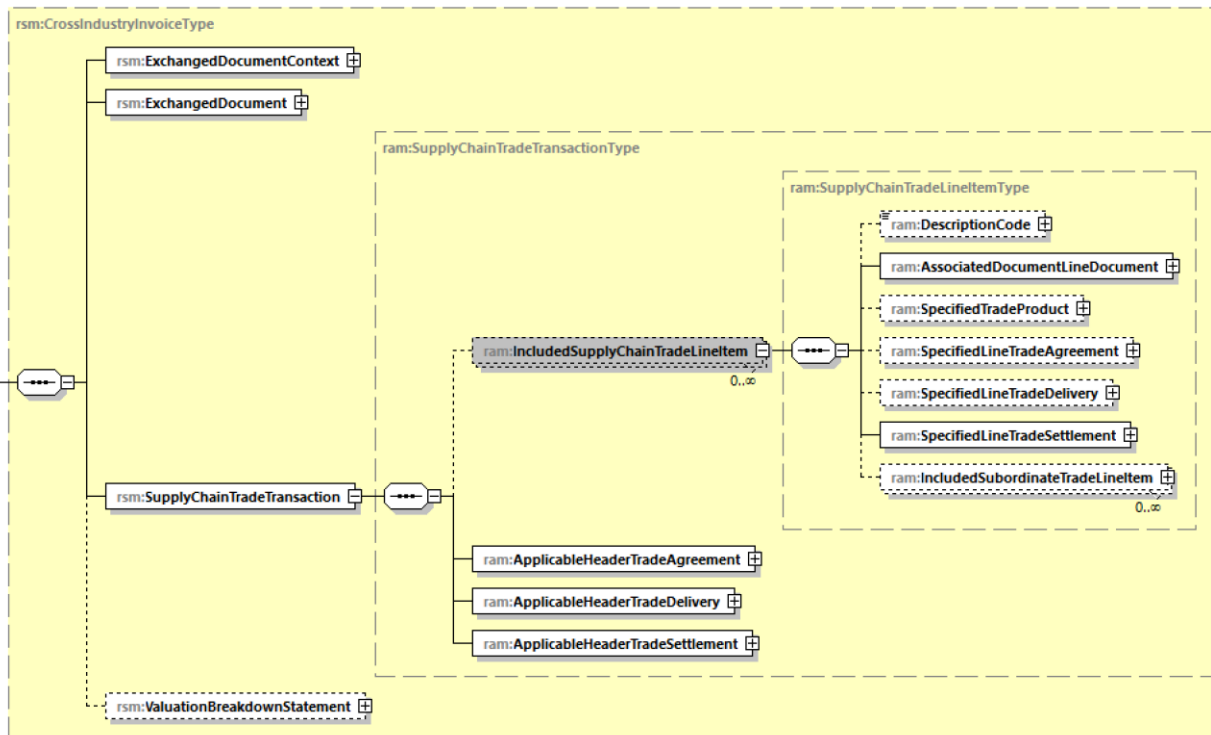 rsm:CrossIndustryInvoiceType
rsm:ExchangedDocumentContext
rsm:ExchangedDocument
ram:SupplyChainTradeTransactionType
ram:SupplyChainTradeLineItemType
ram:DescriptionCode
ram:AssociatedDocumentLineDocument
ram:SpecifiedTradeProduct
ram:IncludedSupplyChainTradeLineItem
0..∞
ram:SpecifiedLineTradeAgreement
ram:SpecifiedLineTradeDelivery
ram:SpecifiedLineTradeSettlement
ram:IncludedSubordinateTradeLineItem
0..∞
rsm:SupplyChainTradeTransaction
ram:ApplicableHeaderTradeAgreement
ram:ApplicableHeaderTradeDelivery
ram:ApplicableHeaderTradeSettlement
rsm:ValuationBreakdownStatement